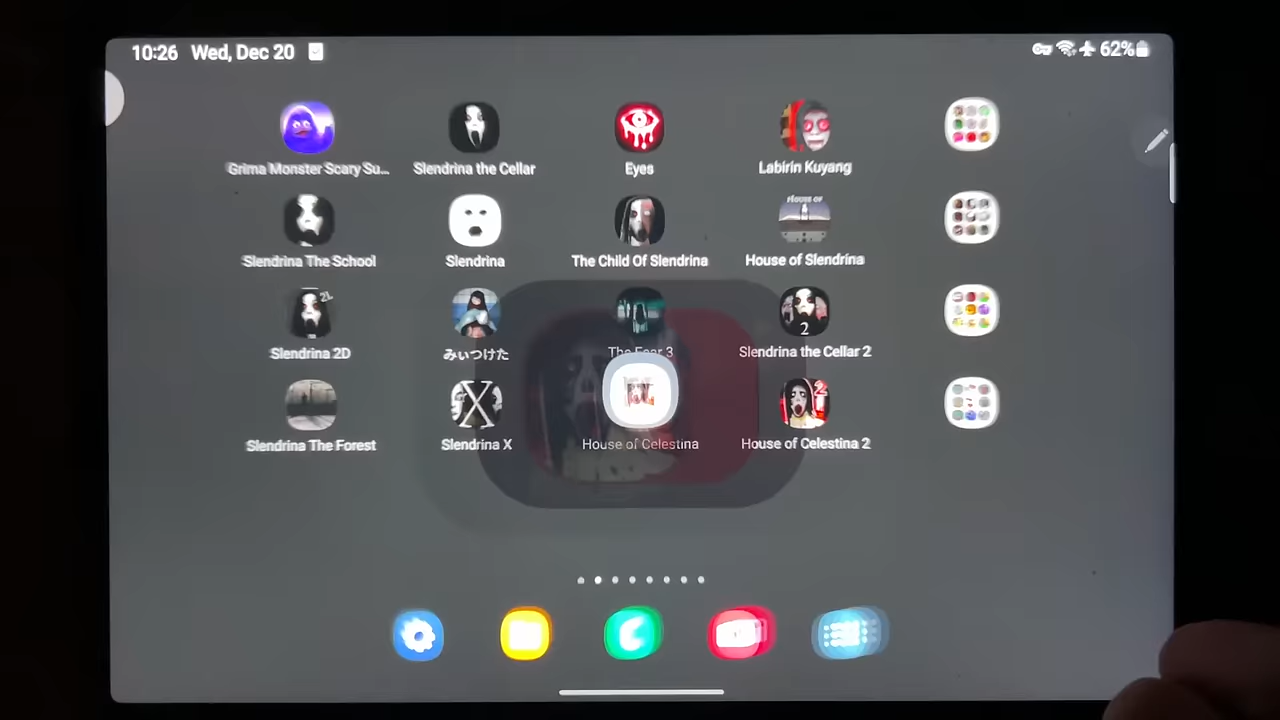 10:26 Wed, Dec 20 62%
Grima Monster Scary Su... Slendrina the Cellar Eyes Labirin Kuyang
Slendrina The School Slendrina The Child Of Slendrina House of Slendrina
Slendrina 2D みぃつけた The Fear 3 Slendrina the Cellar 2
Slendrina The Forest Slendrina X House of Celestina House of Celestina 2